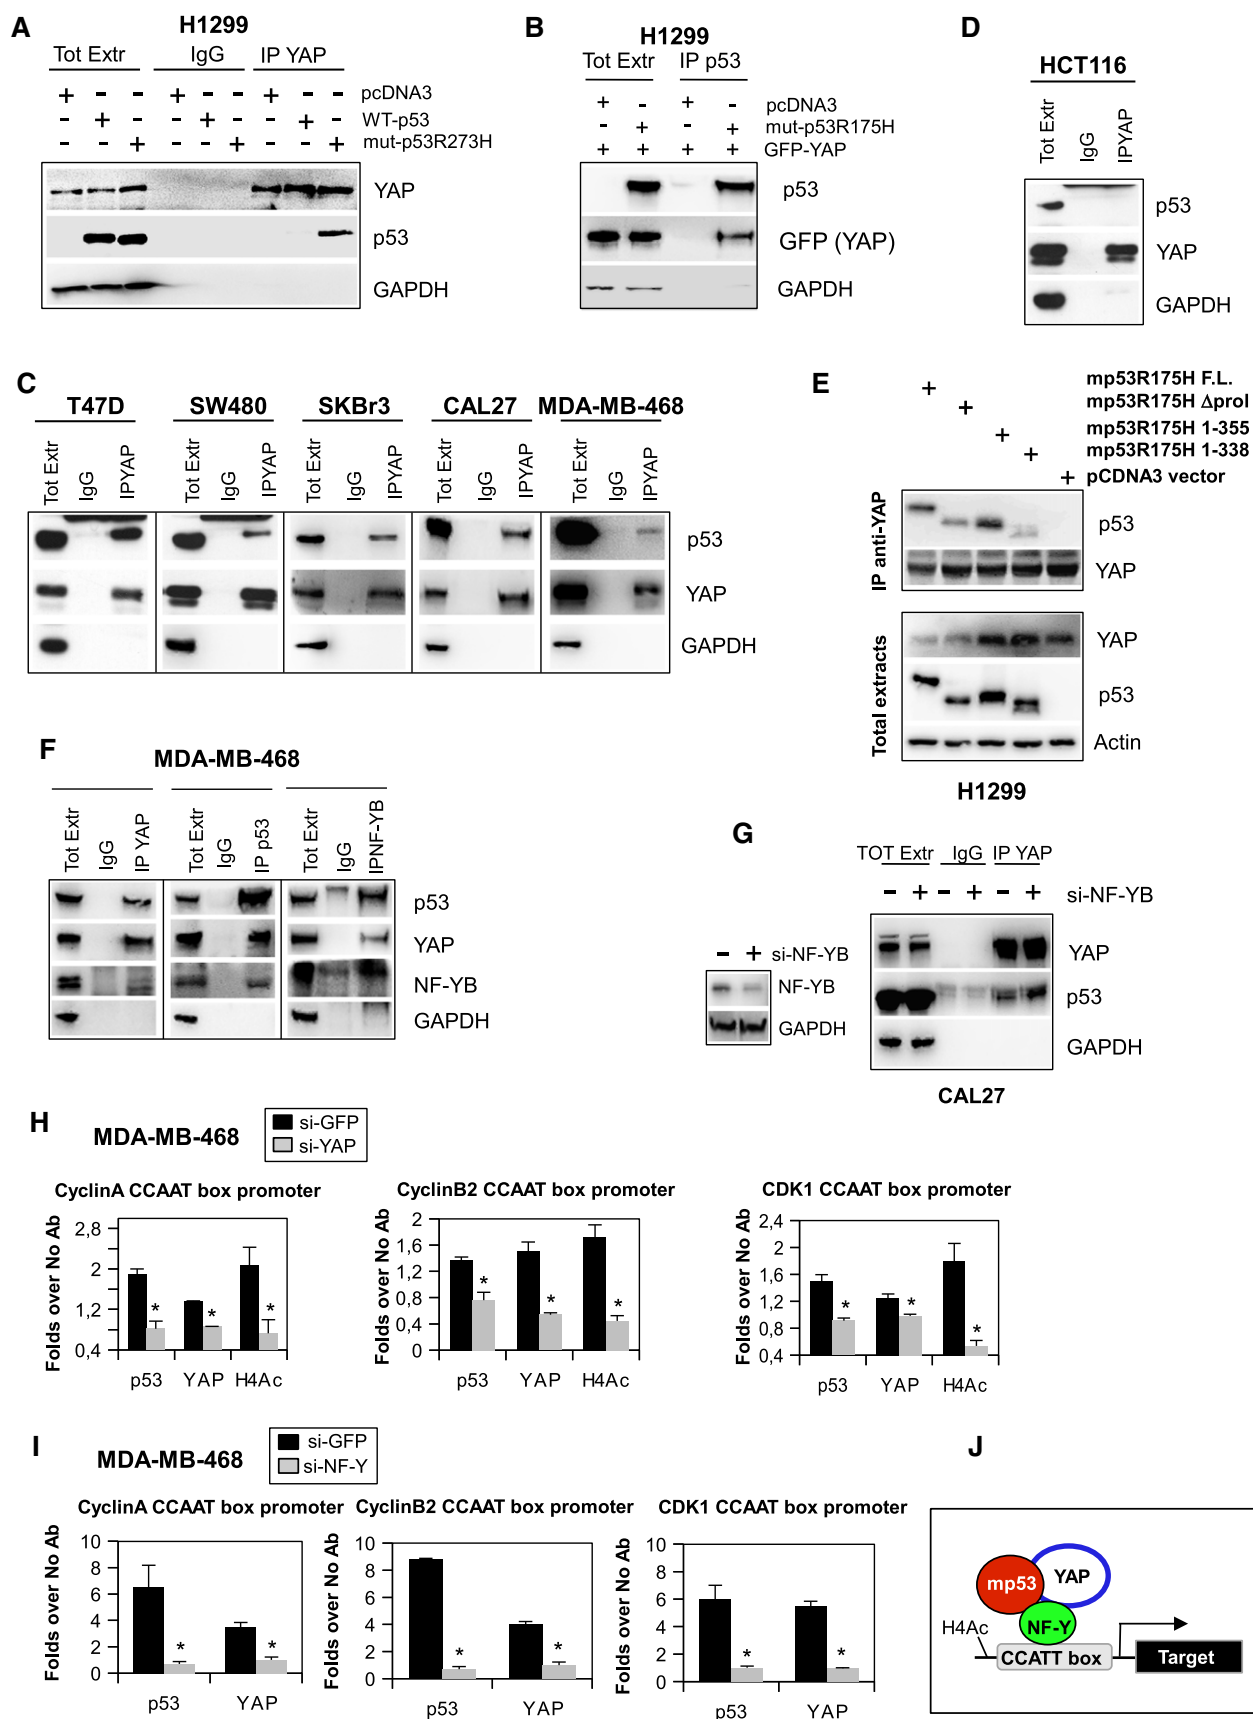 A
H1299
Tot Extr IgG IP YAP
+ - - + - - + - - pcDNA3
- + - - + - - + - WT-p53
- - + - - + - - + mut-p53R273H
YAP
p53
GAPDH
B
H1299
Tot Extr IP p53
+ - + - pcDNA3
- + - + mut-p53R175H
+ + + + GFP-YAP
p53
GFP (YAP)
GAPDH
D
HCT116
Tot Extr IgG IPYAP
p53
YAP
GAPDH
C
T47D SW480 SKBr3 CAL27 MDA-MB-468
Tot Extr IgG IPYAP Tot Extr IgG IPYAP Tot Extr IgG IPYAP Tot Extr IgG IPYAP Tot Extr IgG IPYAP
p53
YAP
GAPDH
E
+ mp53R175H F.L.
+ mp53R175H Δprol
+ mp53R175H 1-355
+ mp53R175H 1-338
+ pCDNA3 vector
IP anti-YAP
p53
YAP
Total extracts
YAP
p53
Actin
H1299
F
MDA-MB-468
Tot Extr IgG IP YAP Tot Extr IgG IP p53 Tot Extr IgG IPNF-YB
p53
YAP
NF-YB
GAPDH
G
TOT Extr IgG IP YAP
- + - + - + si-NF-YB
YAP
p53
GAPDH
- + si-NF-YB
NF-YB
GAPDH
CAL27
H
MDA-MB-468
si-GFP
si-YAP
CyclinA CCAAT box promoter
Folds over No Ab
2,8
2
1,2
0,4
* * *
p53 YAP H4Ac
CyclinB2 CCAAT box promoter
Folds over No Ab
2
1,6
1,2
0,8
0,4
0
* * *
p53 YAP H4Ac
CDK1 CCAAT box promoter
Folds over No Ab
2,4
2
1,6
1,2
0,8
0,4
* * *
p53 YAP H4Ac
I
MDA-MB-468
si-GFP
si-NF-Y
CyclinA CCAAT box promoter
Folds over No Ab
10
8
6
4
2
0
* *
p53 YAP
CyclinB2 CCAAT box promoter
Folds over No Ab
10
8
6
4
2
0
* *
p53 YAP
CDK1 CCAAT box promoter
Folds over No Ab
10
8
6
4
2
0
* *
p53 YAP
J
mp53
YAP
NF-Y
H4Ac
CCATT box
Target